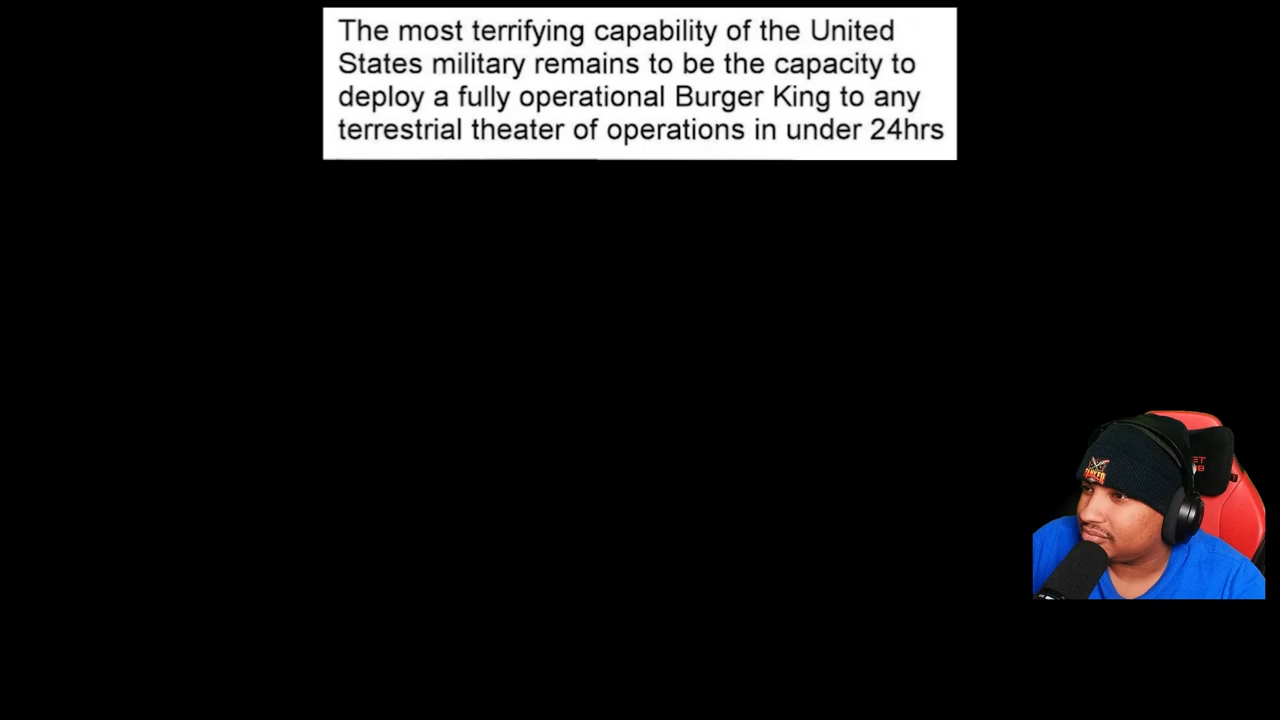 The most terrifying capability of the United
States military remains to be the capacity to
deploy a fully operational Burger King to any
terrestrial theater of operations in under 24hrs